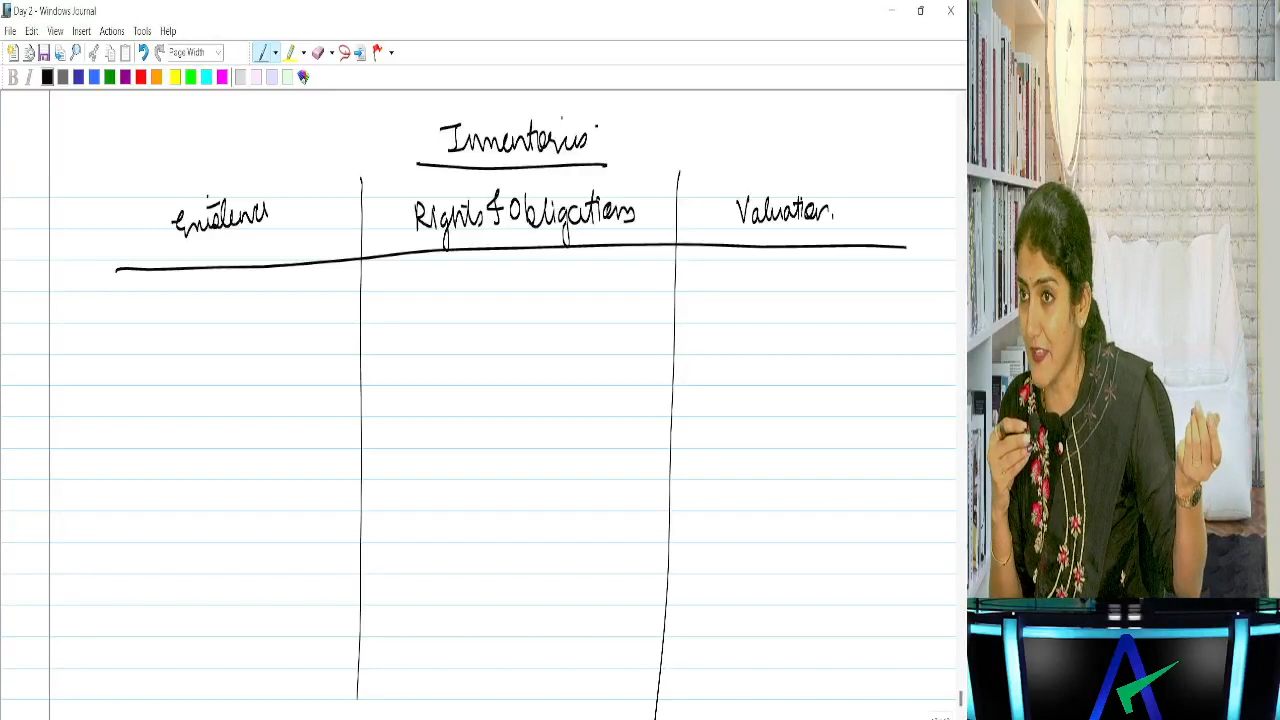 Day 2 - Windows Journal
File Edit View Insert Actions Tools Help
Page Width
B I
Inventories
Existence Rights & Obligations Valuation.